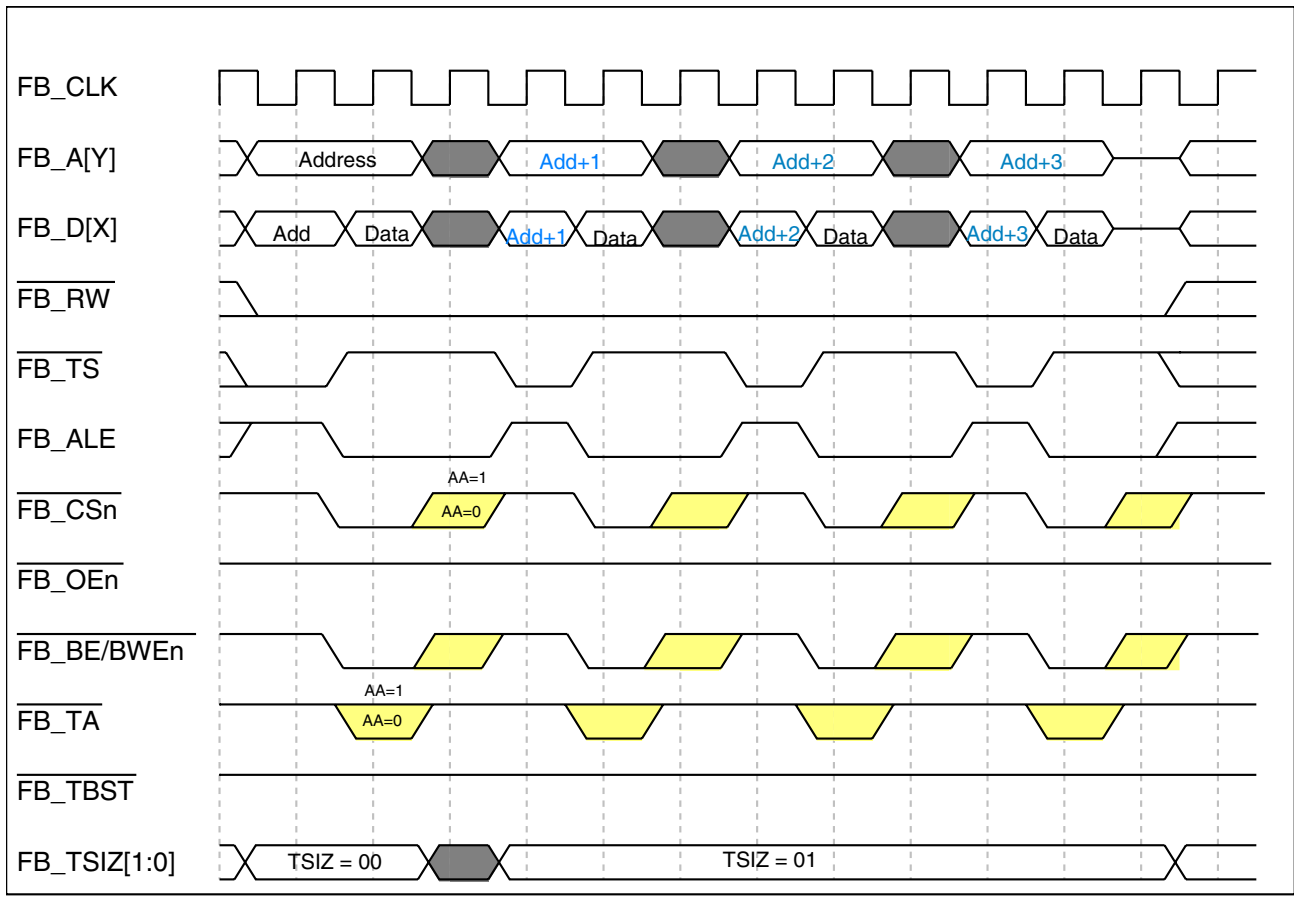 FB_CLK
FB_A[Y] Address Add+1 Add+2 Add+3
FB_D[X] Add Data Add+1 Data Add+2 Data Add+3 Data
FB_RW
FB_TS
FB_ALE
AA=1
FB_CSn AA=0
FB_OEn
FB_BE/BWEn
AA=1
FB_TA AA=0
FB_TBST
FB_TSIZ[1:0] TSIZ = 00 TSIZ = 01